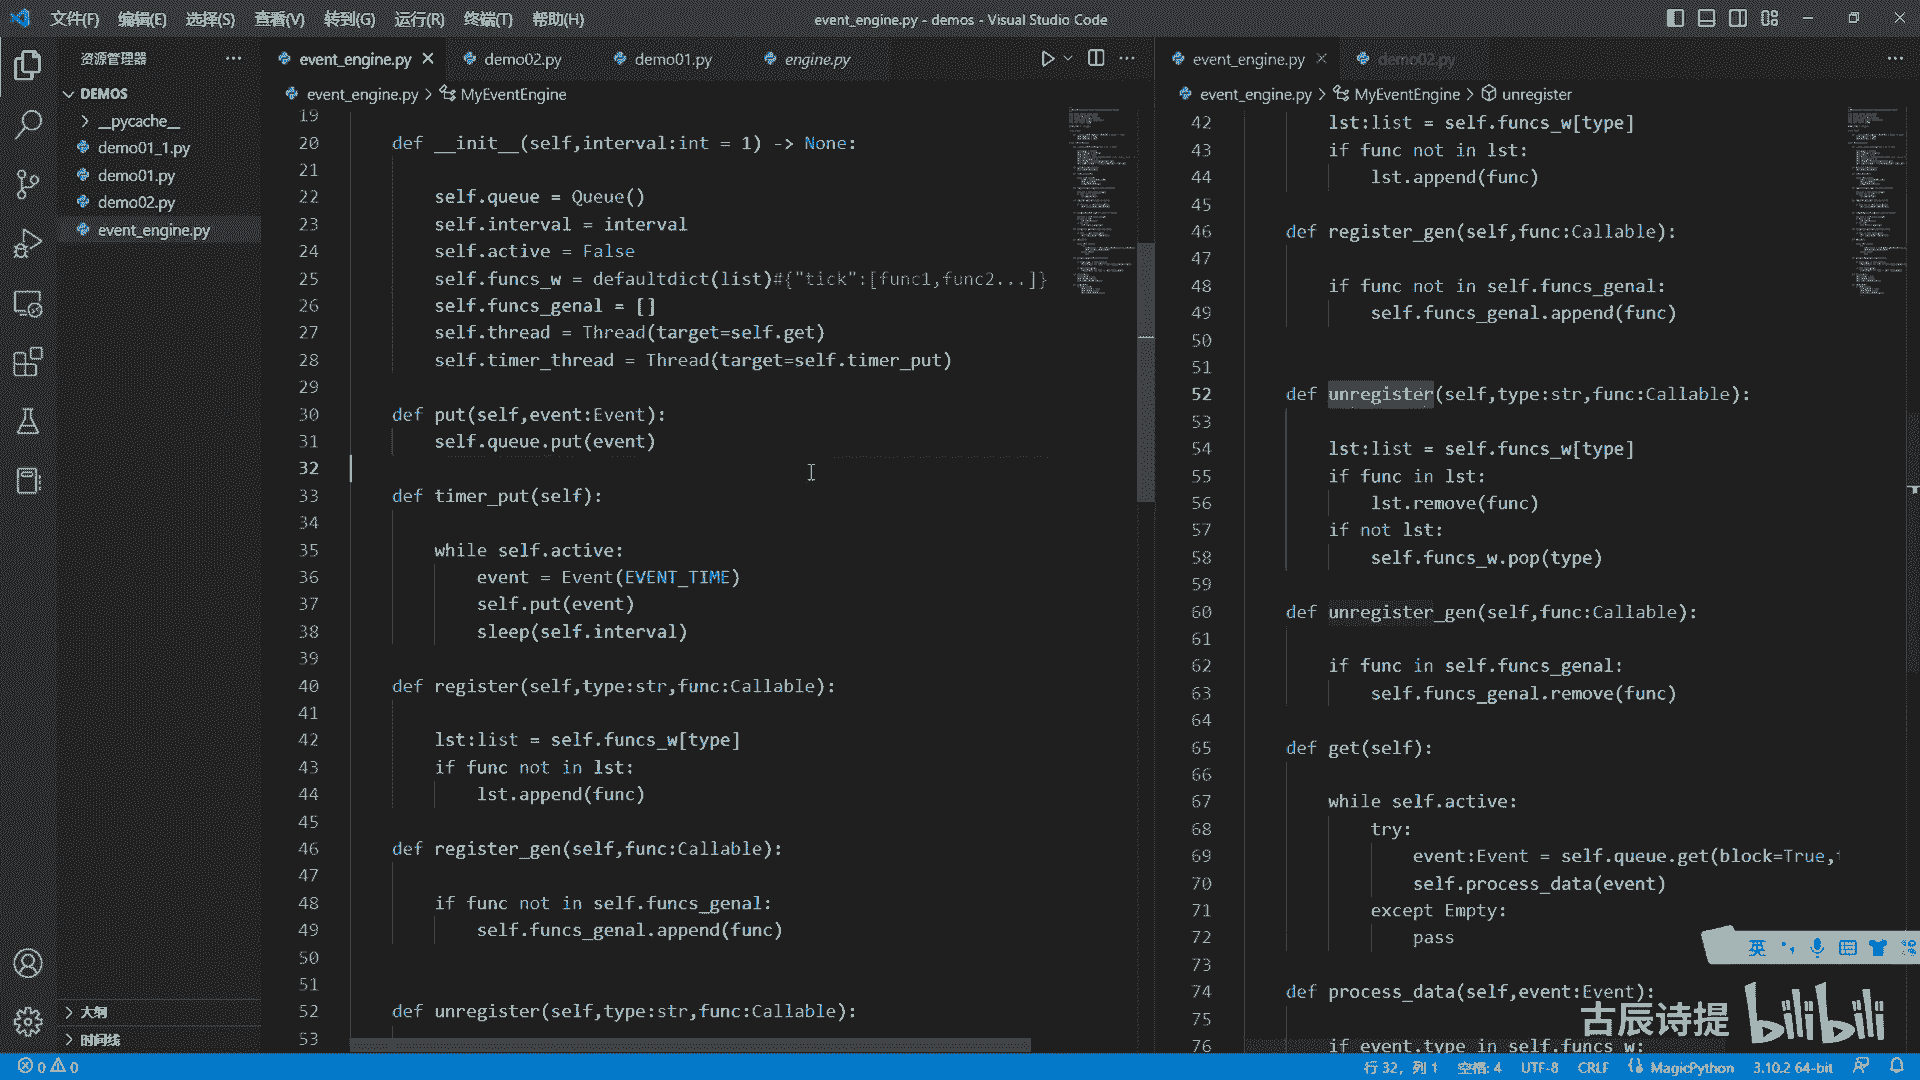 文件(F) 编辑(E) 选择(S) 查看(V) 转到(G) 运行(R) 终端(T) 帮助(H)
event_engine.py - demos - Visual Studio Code
资源管理器
DEMOS
__pycache__
demo01_1.py
demo01.py
demo02.py
event_engine.py
大纲
时间线
event_engine.py demo02.py demo01.py engine.py
event_engine.py > MyEventEngine
19
20 def __init__(self,interval:int = 1) -> None:
21
22 self.queue = Queue()
23 self.interval = interval
24 self.active = False
25 self.funcs_w = defaultdict(list)#{"tick":[func1,func2...]}
26 self.funcs_genal = []
27 self.thread = Thread(target=self.get)
28 self.timer_thread = Thread(target=self.timer_put)
29
30 def put(self,event:Event):
31 self.queue.put(event)
32
33 def timer_put(self):
34
35 while self.active:
36 event = Event(EVENT_TIME)
37 self.put(event)
38 sleep(self.interval)
39
40 def register(self,type:str,func:Callable):
41
42 lst:list = self.funcs_w[type]
43 if func not in lst:
44 lst.append(func)
45
46 def register_gen(self,func:Callable):
47
48 if func not in self.funcs_genal:
49 self.funcs_genal.append(func)
50
51
52 def unregister(self,type:str,func:Callable):
53
event_engine.py demo02.py
event_engine.py > MyEventEngine > unregister
42 lst:list = self.funcs_w[type]
43 if func not in lst:
44 lst.append(func)
45
46 def register_gen(self,func:Callable):
47
48 if func not in self.funcs_genal:
49 self.funcs_genal.append(func)
50
51
52 def unregister(self,type:str,func:Callable):
53
54 lst:list = self.funcs_w[type]
55 if func in lst:
56 lst.remove(func)
57 if not lst:
58 self.funcs_w.pop(type)
59
60 def unregister_gen(self,func:Callable):
61
62 if func in self.funcs_genal:
63 self.funcs_genal.remove(func)
64
65 def get(self):
66
67 while self.active:
68 try:
69 event:Event = self.queue.get(block=True,
70 self.process_data(event)
71 except Empty:
72 pass
73
74 def process_data(self,event:Event):
75
76 if event.type in self.funcs_w:
英
古辰诗提 bilibili
0 0
行 32，列 1 空格: 4 UTF-8 CRLF MagicPython 3.10.2 64-bit